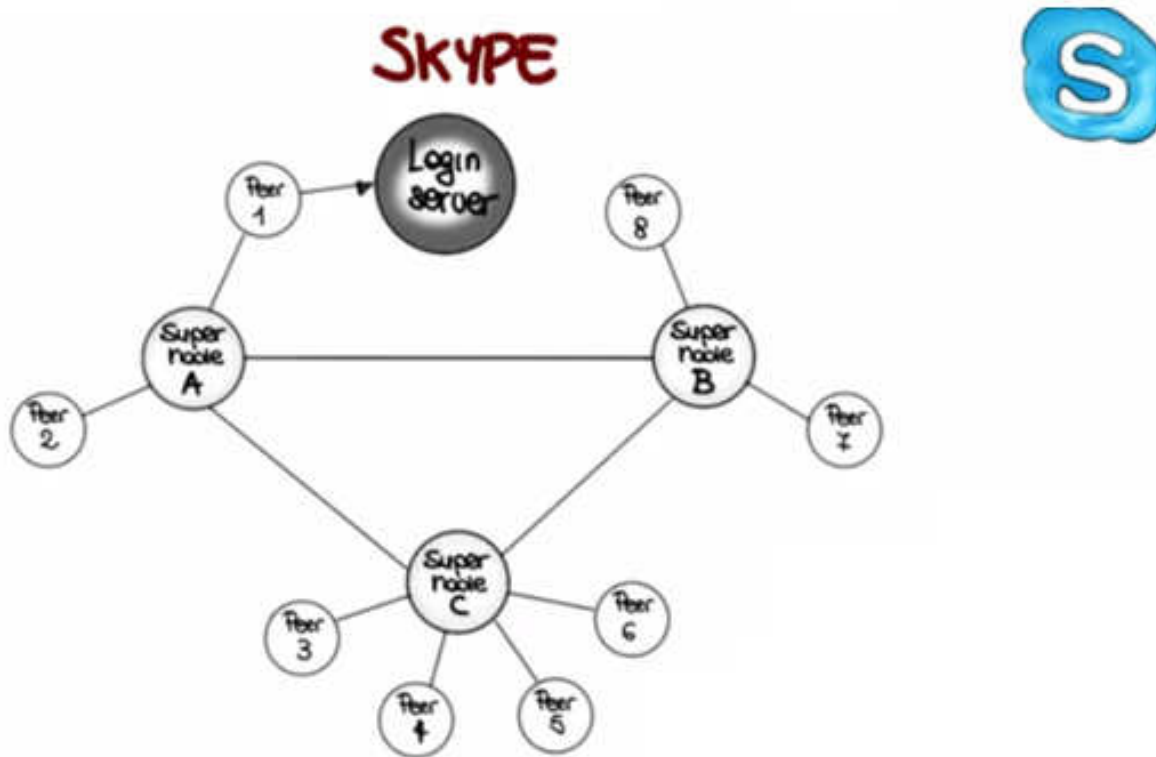 SKYPE
S
Login
server
Peer
1
Peer
8
Super
node
A
Super
node
B
Peer
2
Peer
7
Super
node
C
Peer
3
Peer
6
Peer
4
Peer
5